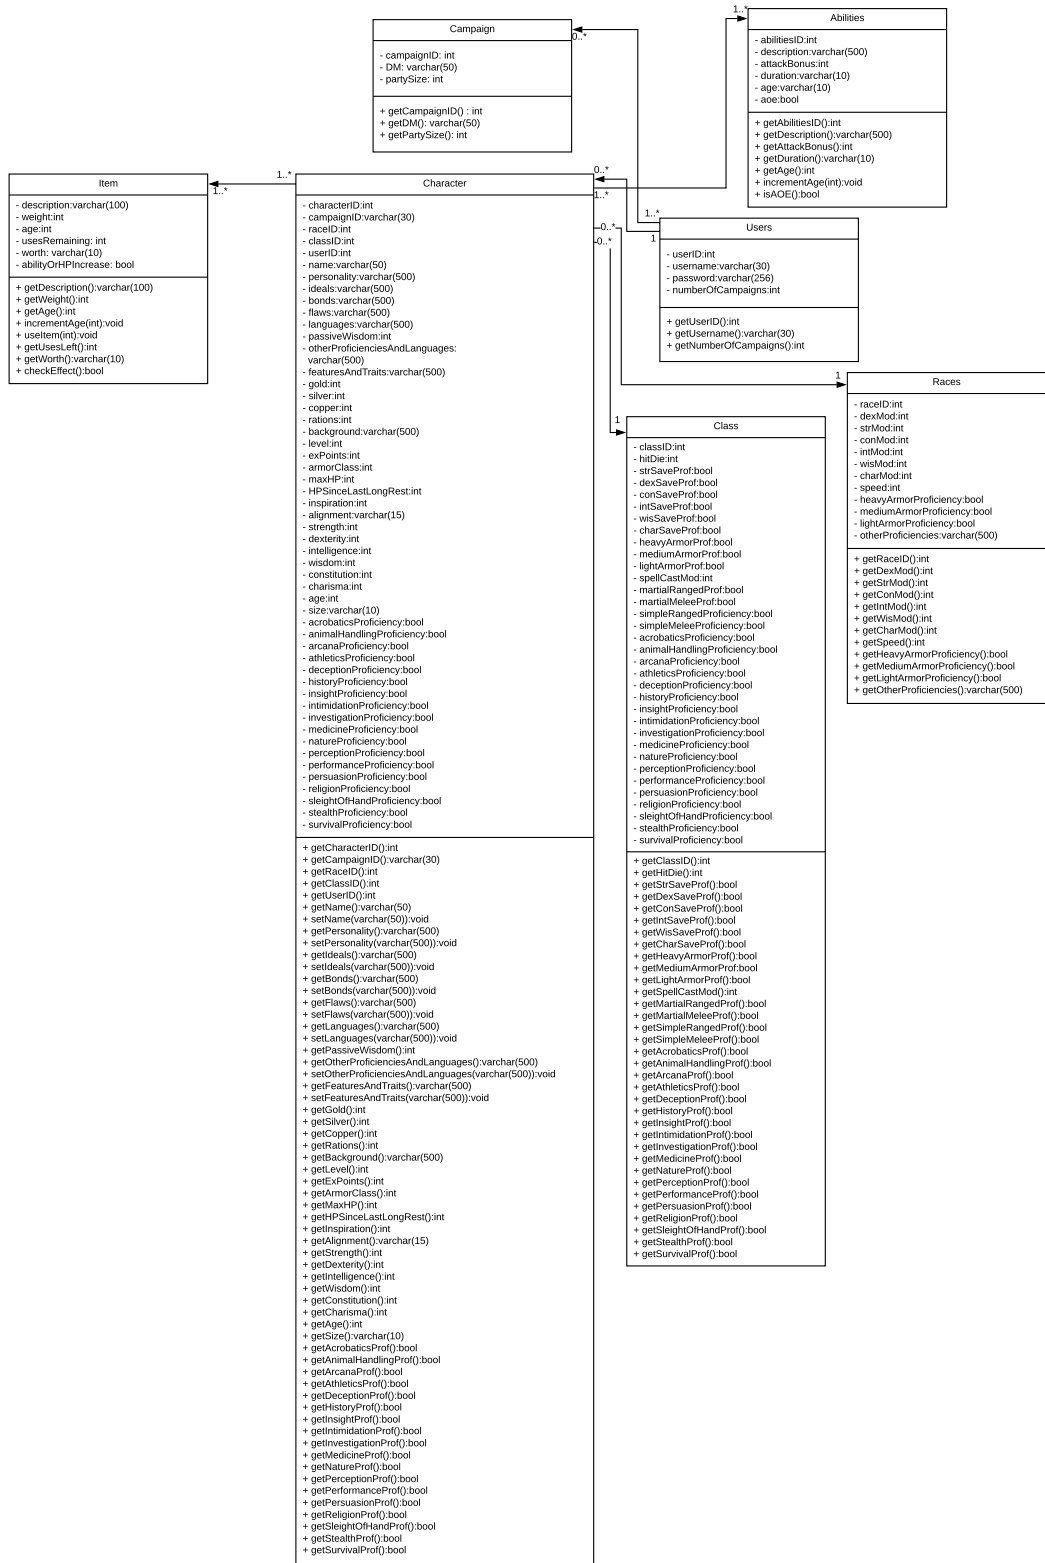 Campaign
- campaignID: int
- DM: varchar(50)
- partySize: int
+ getCampaignID() : int
+ getDM(): varchar(50)
+ getPartySize(): int
0..*
1..*
Abilities
- abilitiesID:int
- description:varchar(500)
- attackBonus:int
- duration:varchar(10)
- age:varchar(10)
- aoe:bool
+ getAbilitiesID():int
+ getDescription():varchar(500)
+ getAttackBonus():int
+ getDuration():varchar(10)
+ getAge():int
+ incrementAge(int):void
+ isAOE():bool
Item
- description:varchar(100)
- weight:int
- age:int
- usesRemaining: int
- worth: varchar(10)
- abilityOrHPIncrease: bool
+ getDescription():varchar(100)
+ getWeight():int
+ getAge():int
+ incrementAge(int):void
+ useItem(int):void
+ getUsesLeft():int
+ getWorth():varchar(10)
+ checkEffect():bool
1..*
1..*
Character
- characterID:int
- campaignID:varchar(30)
- raceID:int
- classID:int
- userID:int
- name:varchar(50)
- personality:varchar(500)
- ideals:varchar(500)
- bonds:varchar(500)
- flaws:varchar(500)
- languages:varchar(500)
- passiveWisdom:int
- otherProficienciesAndLanguages:
varchar(500)
- featuresAndTraits:varchar(500)
- gold:int
- silver:int
- copper:int
- rations:int
- background:varchar(500)
- level:int
- exPoints:int
- armorClass:int
- maxHP:int
- HPSinceLastLongRest:int
- inspiration:int
- alignment:varchar(15)
- strength:int
- dexterity:int
- intelligence:int
- wisdom:int
- constitution:int
- charisma:int
- age:int
- size:varchar(10)
- acrobaticsProficiency:bool
- animalHandlingProficiency:bool
- arcanaProficiency:bool
- athleticsProficiency:bool
- deceptionProficiency:bool
- historyProficiency:bool
- insightProficiency:bool
- intimidationProficiency:bool
- investigationProficiency:bool
- medicineProficiency:bool
- natureProficiency:bool
- perceptionProficiency:bool
- performanceProficiency:bool
- persuasionProficiency:bool
- religionProficiency:bool
- sleightOfHandProficiency:bool
- stealthProficiency:bool
- survivalProficiency:bool
+ getCharacterID():int
+ getCampaignID():varchar(30)
+ getRaceID():int
+ getClassID():int
+ getUserID():int
+ getName():varchar(50)
+ setName(varchar(50)):void
+ getPersonality():varchar(500)
+ setPersonality(varchar(500)):void
+ getIdeals():varchar(500)
+ setIdeals(varchar(500)):void
+ getBonds():varchar(500)
+ setBonds(varchar(500)):void
+ getFlaws():varchar(500)
+ setFlaws(varchar(500)):void
+ getLanguages():varchar(500)
+ setLanguages(varchar(500)):void
+ getPassiveWisdom():int
+ getOtherProficienciesAndLanguages():varchar(500)
+ setOtherProficienciesAndLanguages(varchar(500)):void
+ getFeaturesAndTraits():varchar(500)
+ setFeaturesAndTraits(varchar(500)):void
+ getGold():int
+ getSilver():int
+ getCopper():int
+ getRations():int
+ getBackground():varchar(500)
+ getLevel():int
+ getExPoints():int
+ getArmorClass():int
+ getMaxHP():int
+ getHPSinceLastLongRest():int
+ getInspiration():int
+ getAlignment():varchar(15)
+ getStrength():int
+ getDexterity():int
+ getIntelligence():int
+ getWisdom():int
+ getConstitution():int
+ getCharisma():int
+ getAge():int
+ getSize():varchar(10)
+ getAcrobaticsProf():bool
+ getAnimalHandlingProf():bool
+ getArcanaProf():bool
+ getAthleticsProf():bool
+ getDeceptionProf():bool
+ getHistoryProf():bool
+ getInsightProf():bool
+ getIntimidationProf():bool
+ getInvestigationProf():bool
+ getMedicineProf():bool
+ getNatureProf():bool
+ getPerceptionProf():bool
+ getPerformanceProf():bool
+ getPersuasionProf():bool
+ getReligionProf():bool
+ getSleightOfHandProf():bool
+ getStealthProf():bool
+ getSurvivalProf():bool
0..*
1..*
0..*
0..*
1..*
1
Users
- userID:int
- username:varchar(30)
- password:varchar(256)
- numberOfCampaigns:int
+ getUserID():int
+ getUsername():varchar(30)
+ getNumberOfCampaigns():int
1
Races
- raceID:int
- dexMod:int
- strMod:int
- conMod:int
- intMod:int
- wisMod:int
- charMod:int
- speed:int
- heavyArmorProficiency:bool
- mediumArmorProficiency:bool
- lightArmorProficiency:bool
- otherProficiencies:varchar(500)
+ getRaceID():int
+ getDexMod():int
+ getStrMod():int
+ getConMod():int
+ getIntMod():int
+ getWisMod():int
+ getCharMod():int
+ getSpeed():int
+ getHeavyArmorProficiency():bool
+ getMediumArmorProficiency():bool
+ getLightArmorProficiency():bool
+ getOtherProficiencies():varchar(500)
1
Class
- classID:int
- hitDie:int
- strSaveProf:bool
- dexSaveProf:bool
- conSaveProf:bool
- intSaveProf:bool
- wisSaveProf:bool
- charSaveProf:bool
- heavyArmorProf:bool
- mediumArmorProf:bool
- lightArmorProf:bool
- spellCastMod:int
- martialRangedProf:bool
- martialMeleeProf:bool
- simpleRangedProficiency:bool
- simpleMeleeProficiency:bool
- acrobaticsProficiency:bool
- animalHandlingProficiency:bool
- arcanaProficiency:bool
- athleticsProficiency:bool
- deceptionProficiency:bool
- historyProficiency:bool
- insightProficiency:bool
- intimidationProficiency:bool
- investigationProficiency:bool
- medicineProficiency:bool
- natureProficiency:bool
- perceptionProficiency:bool
- performanceProficiency:bool
- persuasionProficiency:bool
- religionProficiency:bool
- sleightOfHandProficiency:bool
- stealthProficiency:bool
- survivalProficiency:bool
+ getClassID():int
+ getHitDie():int
+ getStrSaveProf():bool
+ getDexSaveProf():bool
+ getConSaveProf():bool
+ getIntSaveProf():bool
+ getWisSaveProf():bool
+ getCharSaveProf():bool
+ getHeavyArmorProf():bool
+ getMediumArmorProf:bool
+ getLightArmorProf():bool
+ getSpellCastMod():int
+ getMartialRangedProf():bool
+ getMartialMeleeProf():bool
+ getSimpleRangedProf():bool
+ getSimpleMeleeProf():bool
+ getAcrobaticsProf():bool
+ getAnimalHandlingProf():bool
+ getArcanaProf():bool
+ getAthleticsProf():bool
+ getDeceptionProf():bool
+ getHistoryProf():bool
+ getInsightProf():bool
+ getIntimidationProf():bool
+ getInvestigationProf():bool
+ getMedicineProf():bool
+ getNatureProf():bool
+ getPerceptionProf():bool
+ getPerformanceProf():bool
+ getPersuasionProf():bool
+ getReligionProf():bool
+ getSleightOfHandProf():bool
+ getStealthProf():bool
+ getSurvivalProf():bool